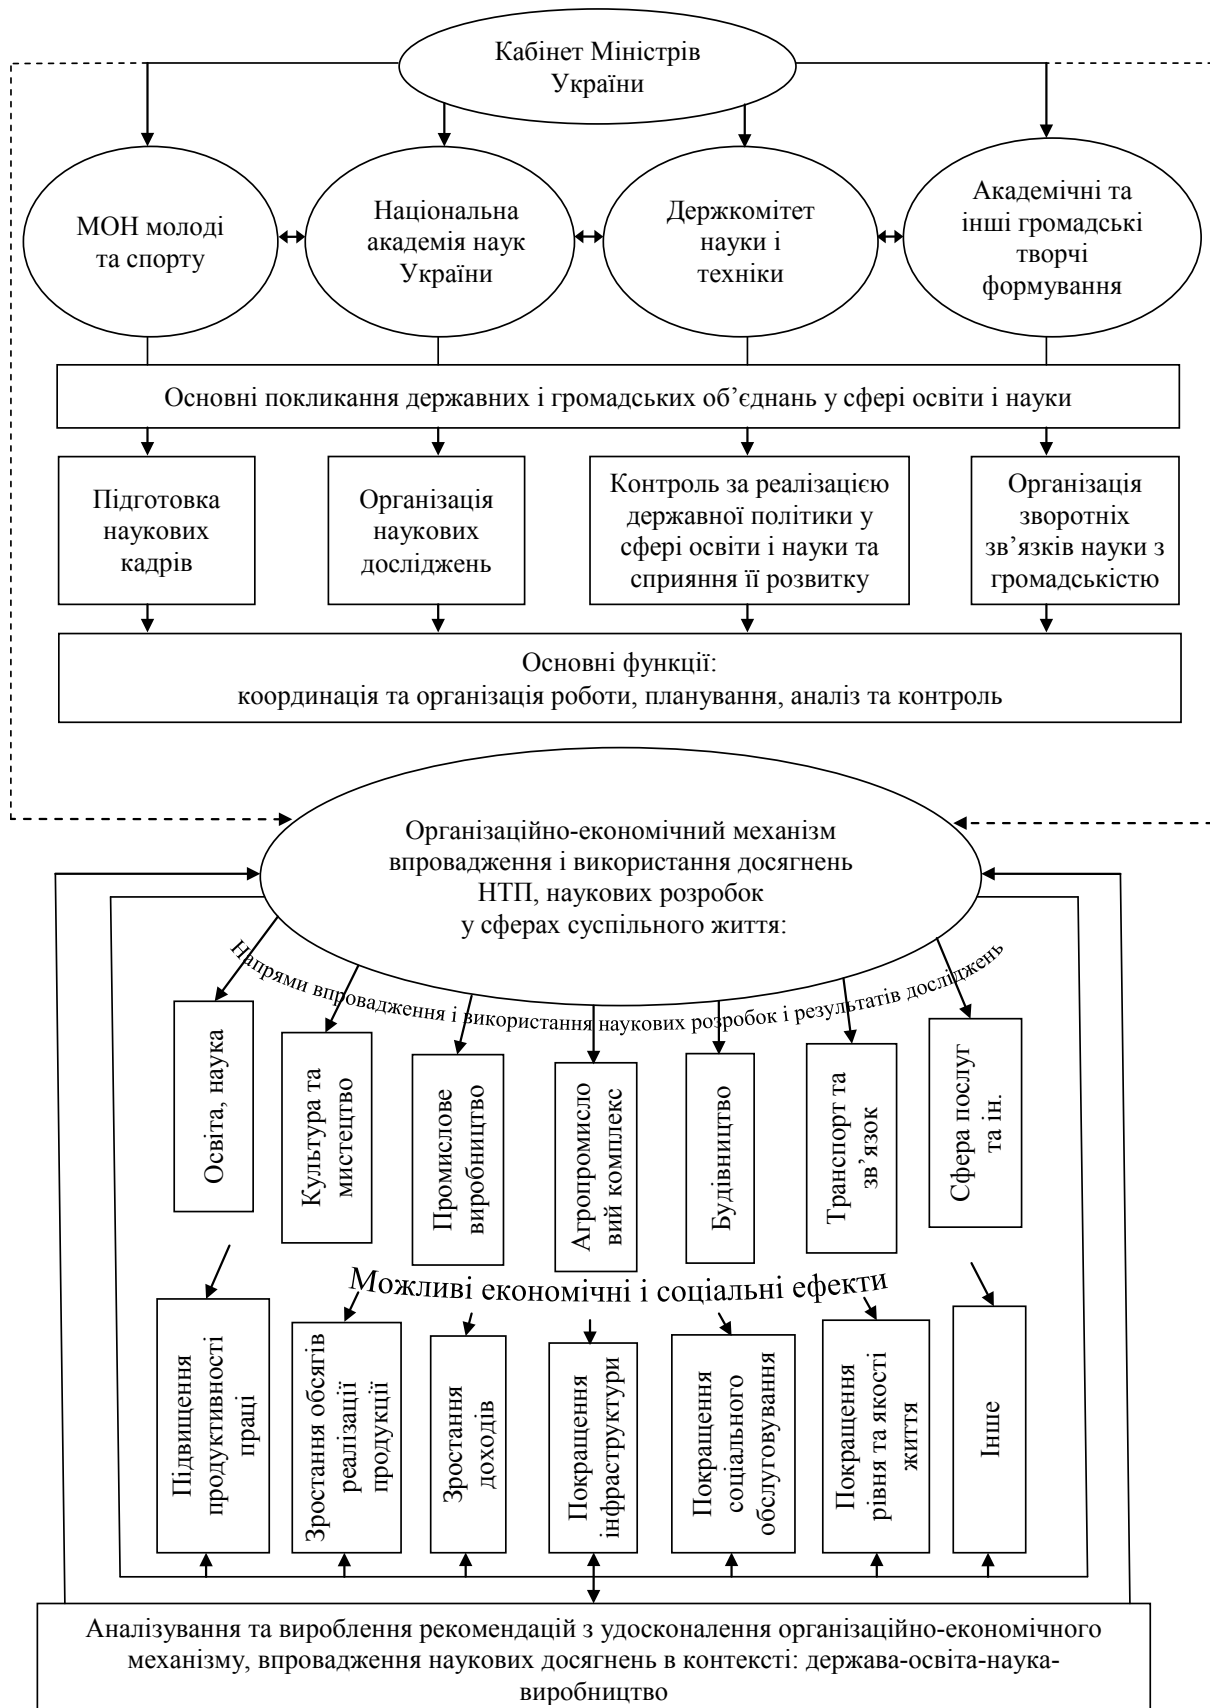 Кабінет Міністрів
України
МОН молоді
та спорту
Національна
академія наук
України
Держкомітет
науки і
техніки
Академічні та
інші громадські
творчі
формування
Основні покликання державних і громадських об’єднань у сфері освіти і науки
Підготовка
наукових
кадрів
Організація
наукових
досліджень
Контроль за реалізацією
державної політики у
сфері освіти і науки та
сприяння її розвитку
Організація
зворотніх
зв’язків науки з
громадськістю
Основні функції:
координація та організація роботи, планування, аналіз та контроль
Організаційно-економічний механізм
впровадження і використання досягнень
НТП, наукових розробок
у сферах суспільного життя:
Напрями впровадження і використання наукових розробок і результатів досліджень
Освіта, наука
Культура та
мистецтво
Промислове
виробництво
Агропромисло
вий комплекс
Будівництво
Транспорт та
зв’язок
Сфера послуг
та ін.
Можливі економічні і соціальні ефекти
Підвищення
продуктивності
праці
Зростання обсягів
реалізації
продукції
Зростання
доходів
Покращення
інфраструктури
Покращення
соціального
обслуговування
Покращення
рівня та якості
життя
Інше
Аналізування та вироблення рекомендацій з удосконалення організаційно-економічного
механізму, впровадження наукових досягнень в контексті: держава-освіта-наука-
виробництво